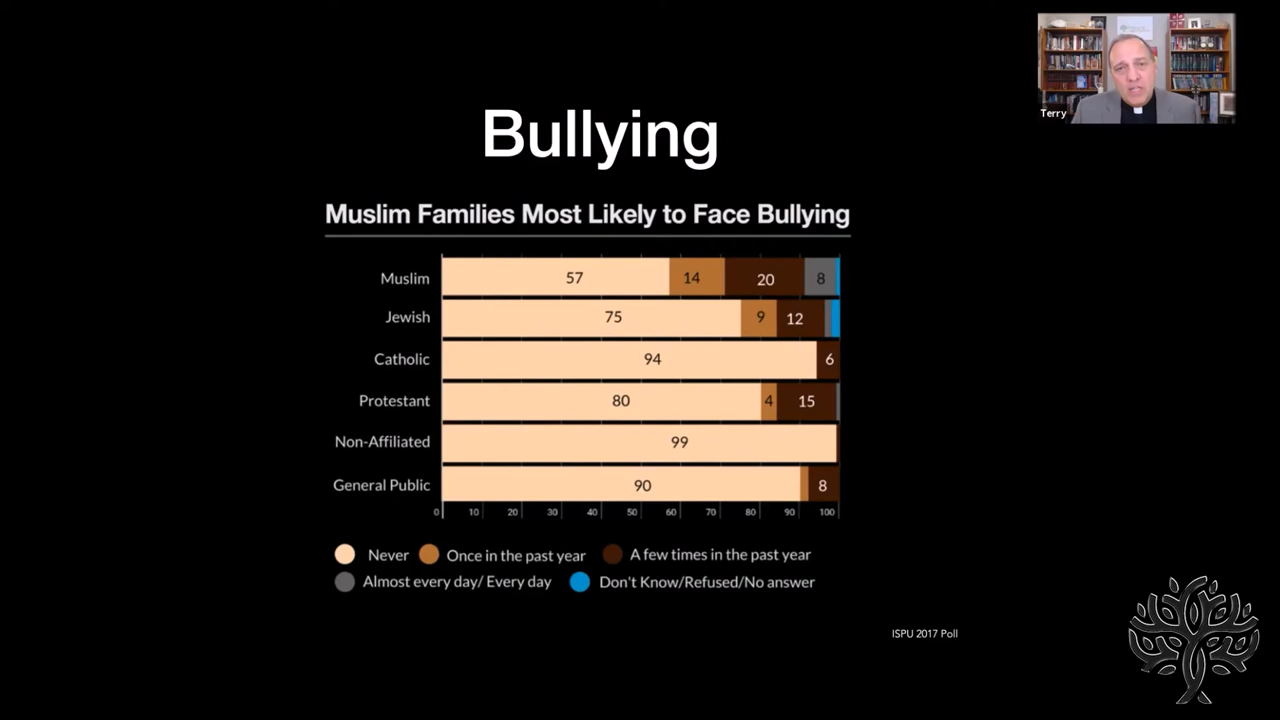 Terry
Bullying
Muslim Families Most Likely to Face Bullying
Muslim 57 14 20 8
Jewish 75 9 12
Catholic 94 6
Protestant 80 4 15
Non-Affiliated 99
General Public 90 8
0 10 20 30 40 50 60 70 80 90 100
Never Once in the past year A few times in the past year
Almost every day/ Every day Don't Know/Refused/No answer
ISPU 2017 Poll